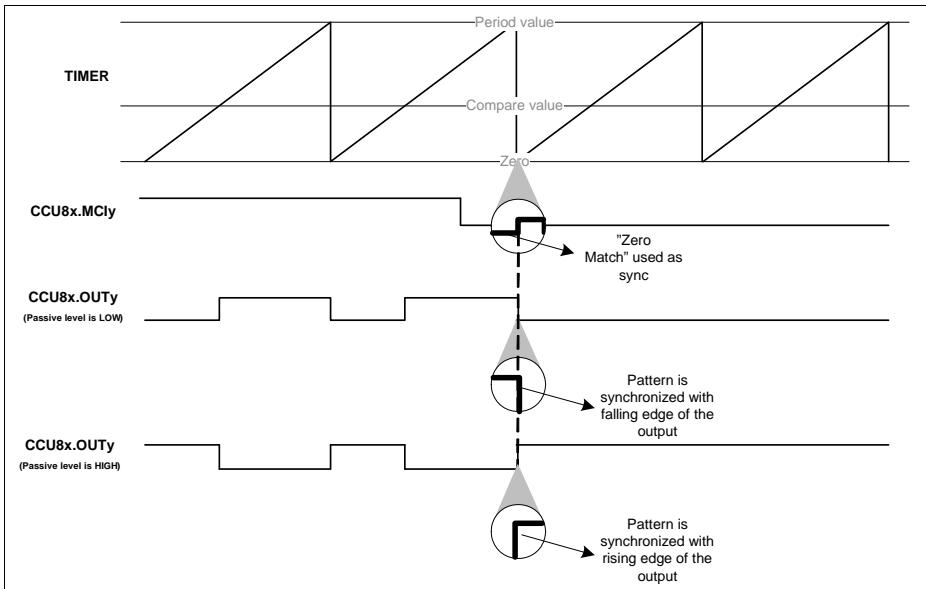 Period value
TIMER
Compare value
Zero
CCU8x.MCIy
"Zero
Match" used as
sync
CCU8x.OUTy
(Passive level is LOW)
Pattern is
synchronized with
falling edge of the
output
CCU8x.OUTy
(Passive level is HIGH)
Pattern is
synchronized with
rising edge of the
output